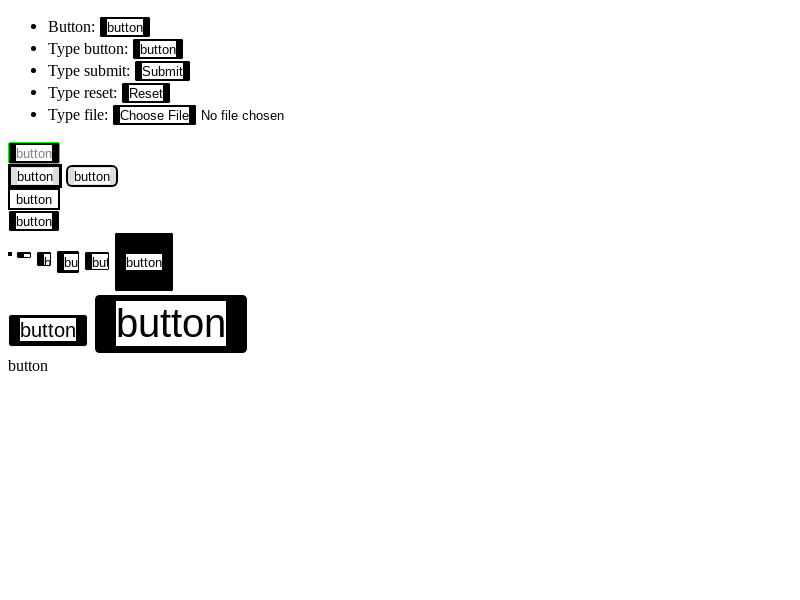 Button: button
Type button: button
Type submit: Submit
Type reset: Reset
Type file: Choose File No file chosen
button
button button
button
button
b bu but button
button button
button